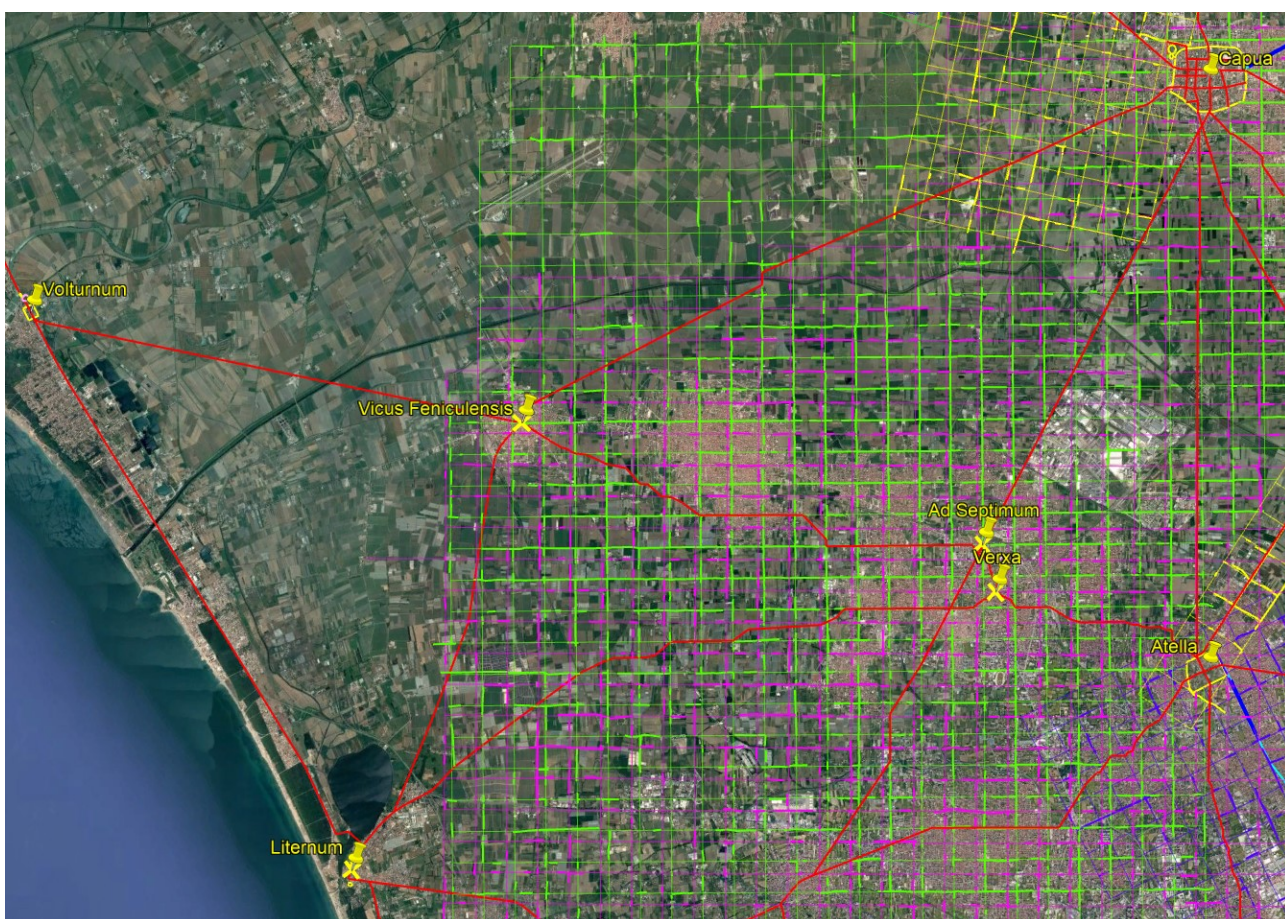 Capua
Volturnum
Vicus Feniculensis
Ad Septimum
Verxa
Atella
Liternum